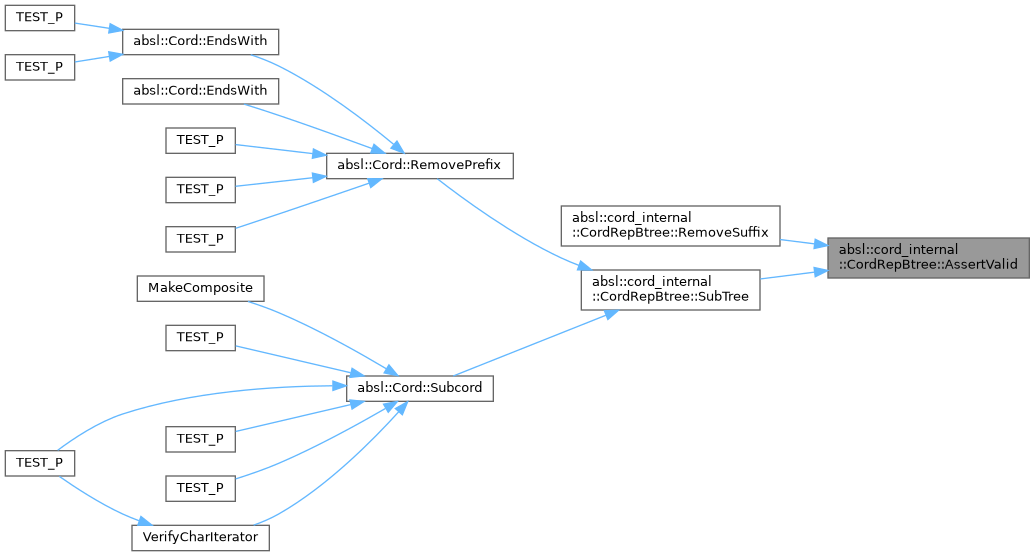 TEST_P
absl::Cord::EndsWith
TEST_P
absl::Cord::EndsWith
TEST_P
absl::Cord::RemovePrefix
TEST_P
TEST_P
absl::cord_internal
::CordRepBtree::RemoveSuffix
absl::cord_internal
::CordRepBtree::AssertValid
absl::cord_internal
::CordRepBtree::SubTree
MakeComposite
TEST_P
absl::Cord::Subcord
TEST_P
TEST_P
TEST_P
VerifyCharIterator